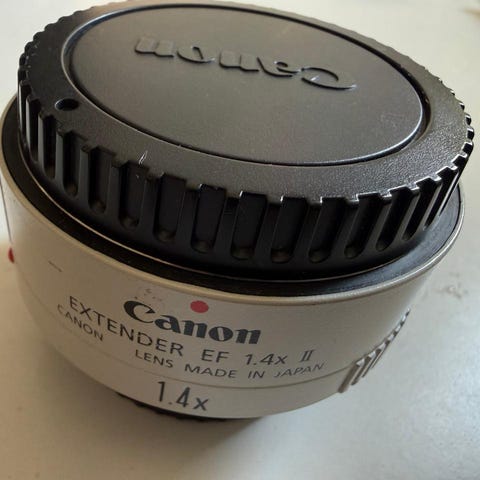 Canon
Canon
EXTENDER EF 1.4x II
CANON LENS MADE IN JAPAN
1.4x